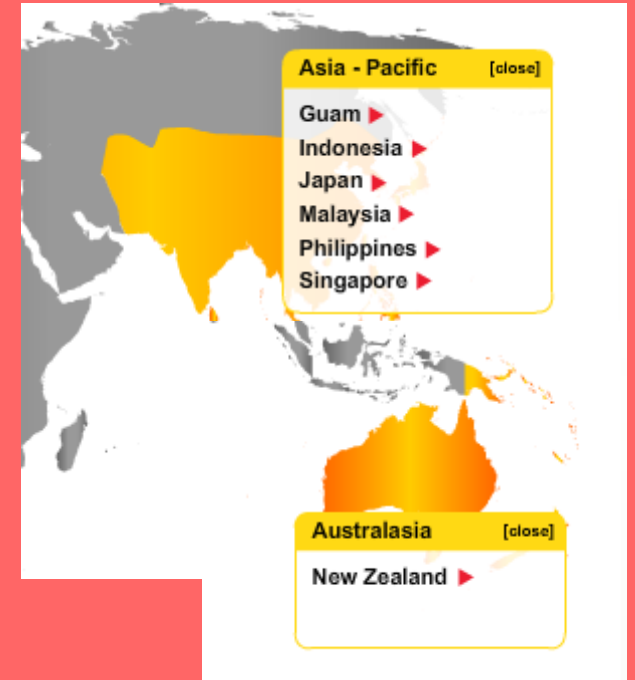 Asia - Pacific [close]
Guam
Indonesia
Japan
Malaysia
Philippines
Singapore
Australasia [close]
New Zealand